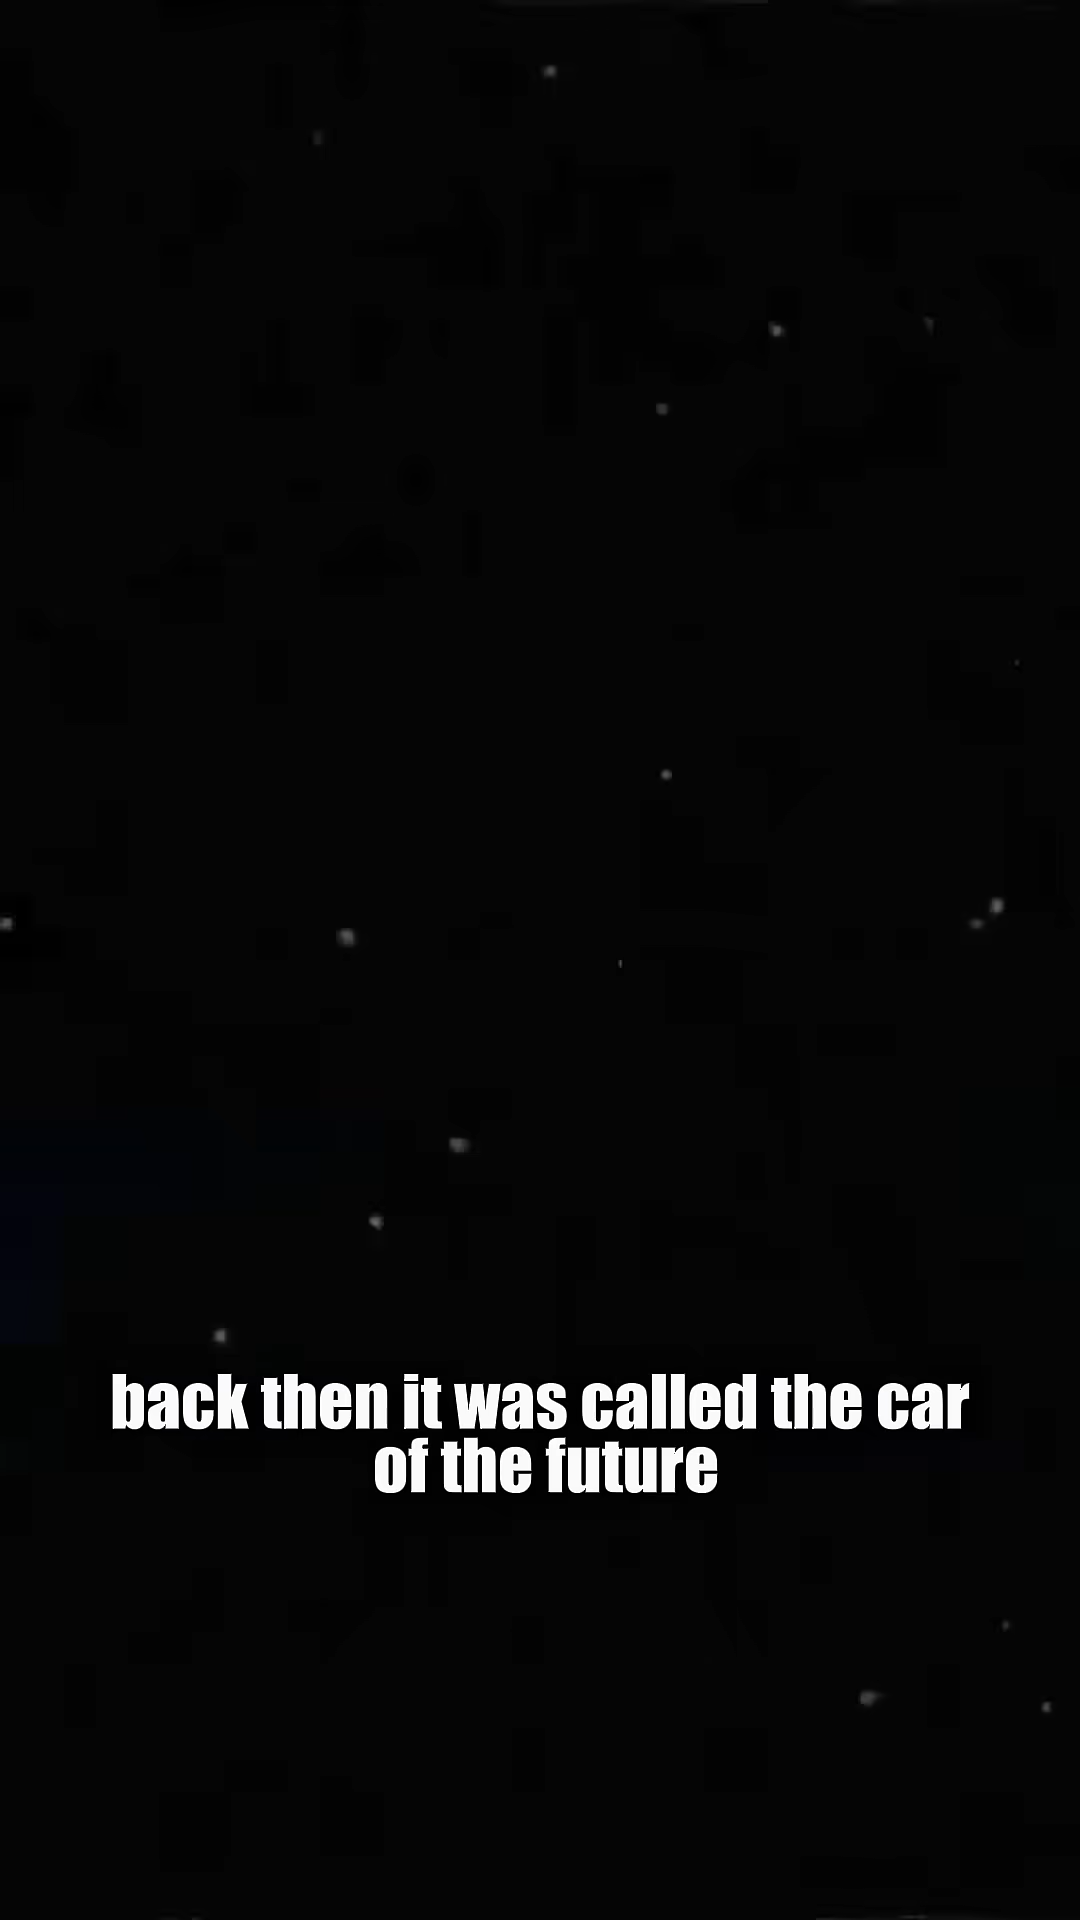 back then it was called the car
of the future